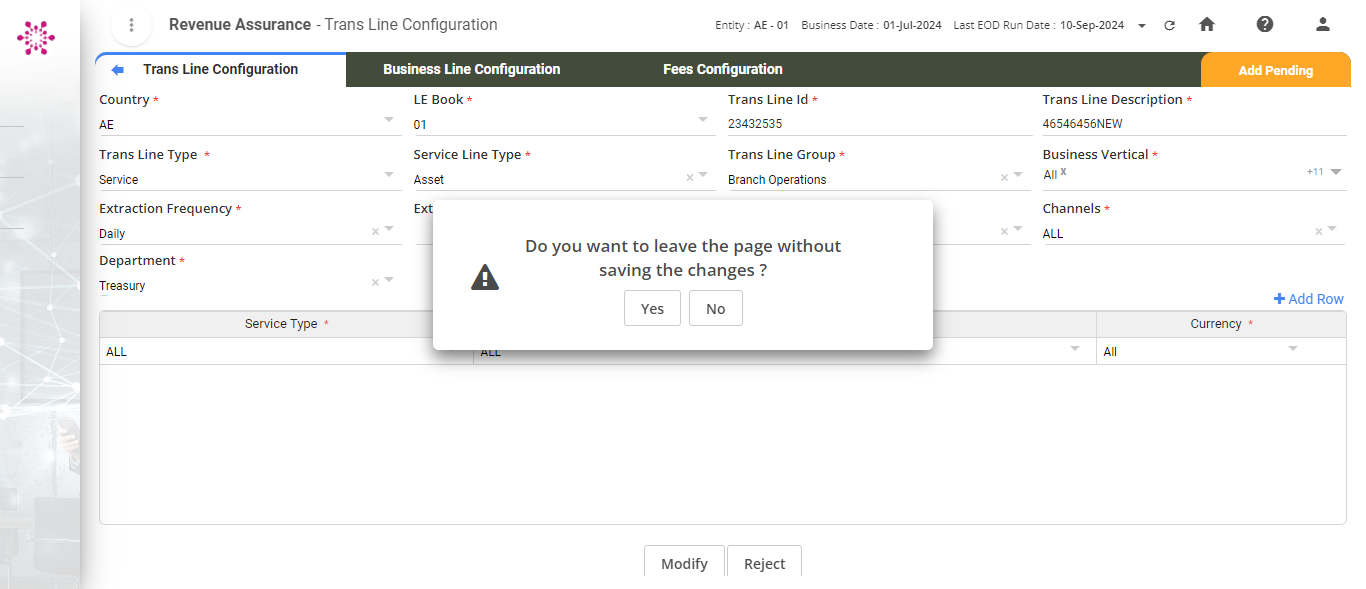 Revenue Assurance - Trans Line Configuration
Entity : AE - 01 Business Date : 01-Jul-2024 Last EOD Run Date : 10-Sep-2024
Trans Line Configuration Business Line Configuration Fees Configuration Add Pending
Country * LE Book * Trans Line Id * Trans Line Description *
AE 01 23432535 46546456NEW
Trans Line Type * Service Line Type * Trans Line Group * Business Vertical *
Service Asset × Branch Operations × All x +11
Extraction Frequency * Ext Channels *
Daily × × ALL ×
Department *
Treasury ×
Do you want to leave the page without
saving the changes ?
Yes No
+ Add Row
Service Type * Currency *
ALL ALL All
Modify Reject